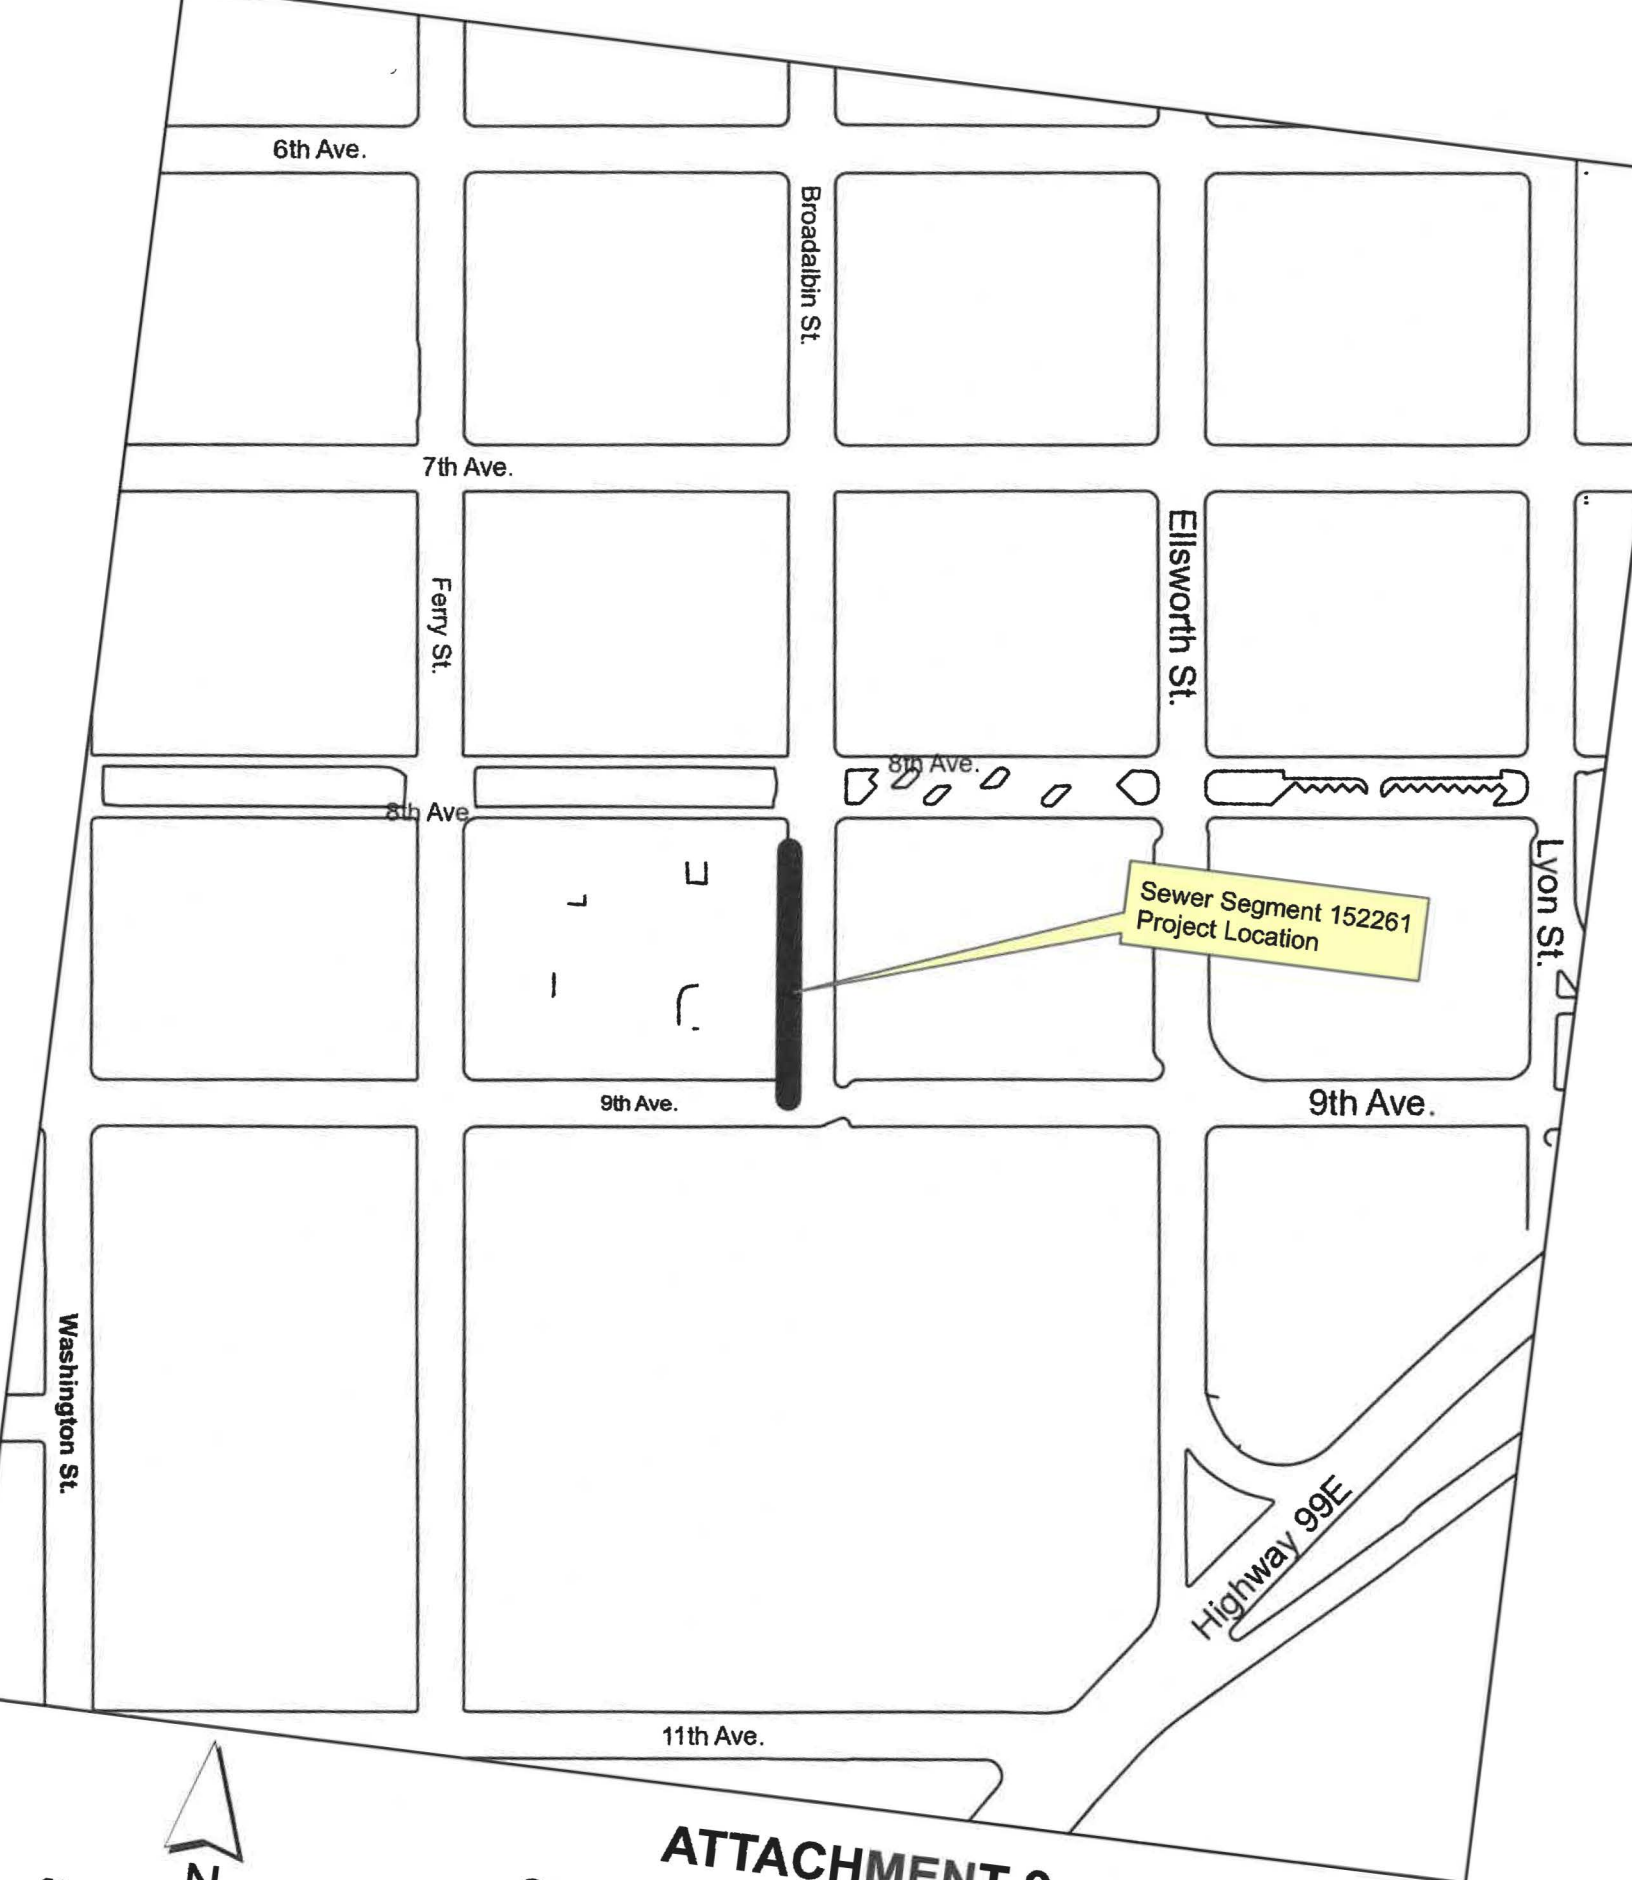 6th Ave.
Broadalbin St.
7th Ave.
Ellsworth St.
Ferry St.
8th Ave.
8th Ave
Lyon St.
Sewer Segment 152261
Project Location
9th Ave.
9th Ave.
Washington St.
Highway 99E
11th Ave.
N
ATTACHMENT